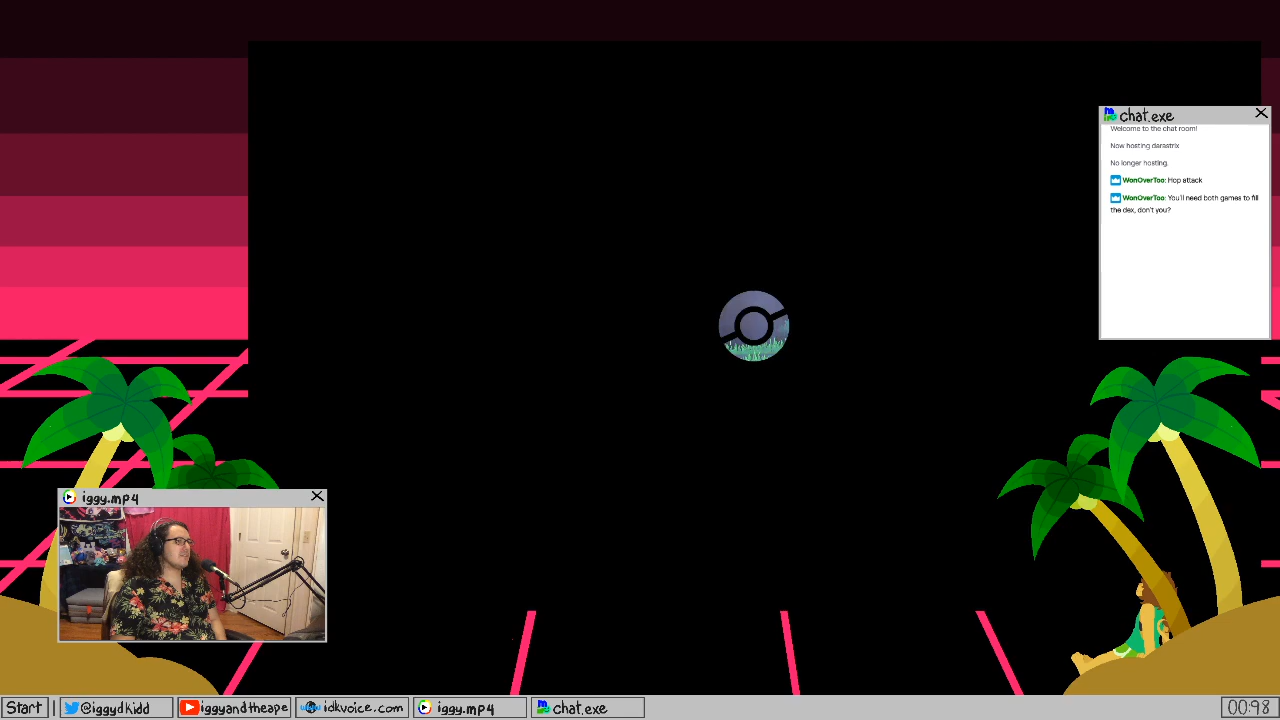 chat.exe
Welcome to the chat room!
Now hosting darastrix
No longer hosting.
WonOverToo: Hop attack
WonOverToo: You'll need both games to fill
the dex, don't you?
iggy.mp4
Start
@iggydkidd
iggyandtheape
idkvoice.com
iggy.mp4
chat.exe
00:98